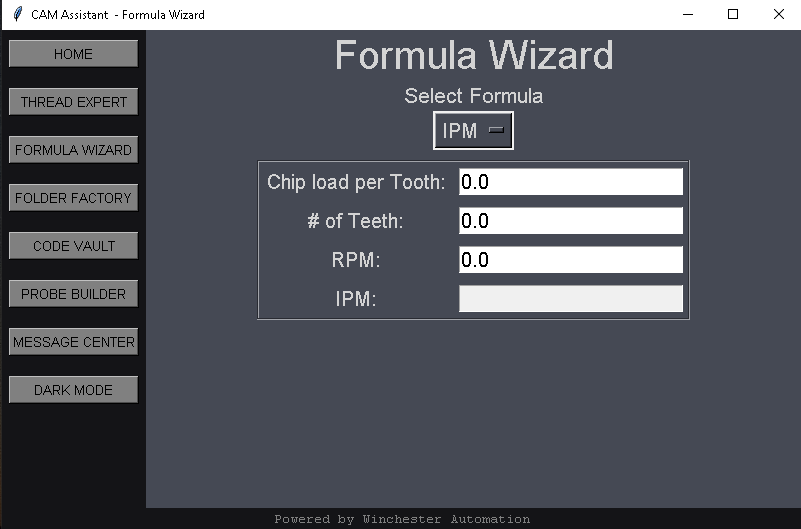 CAM Assistant - Formula Wizard
HOME
THREAD EXPERT
FORMULA WIZARD
FOLDER FACTORY
CODE VAULT
PROBE BUILDER
MESSAGE CENTER
DARK MODE
Formula Wizard
Select Formula
IPM
Chip load per Tooth: 0.0
# of Teeth: 0.0
RPM: 0.0
IPM:
Powered by Winchester Automation